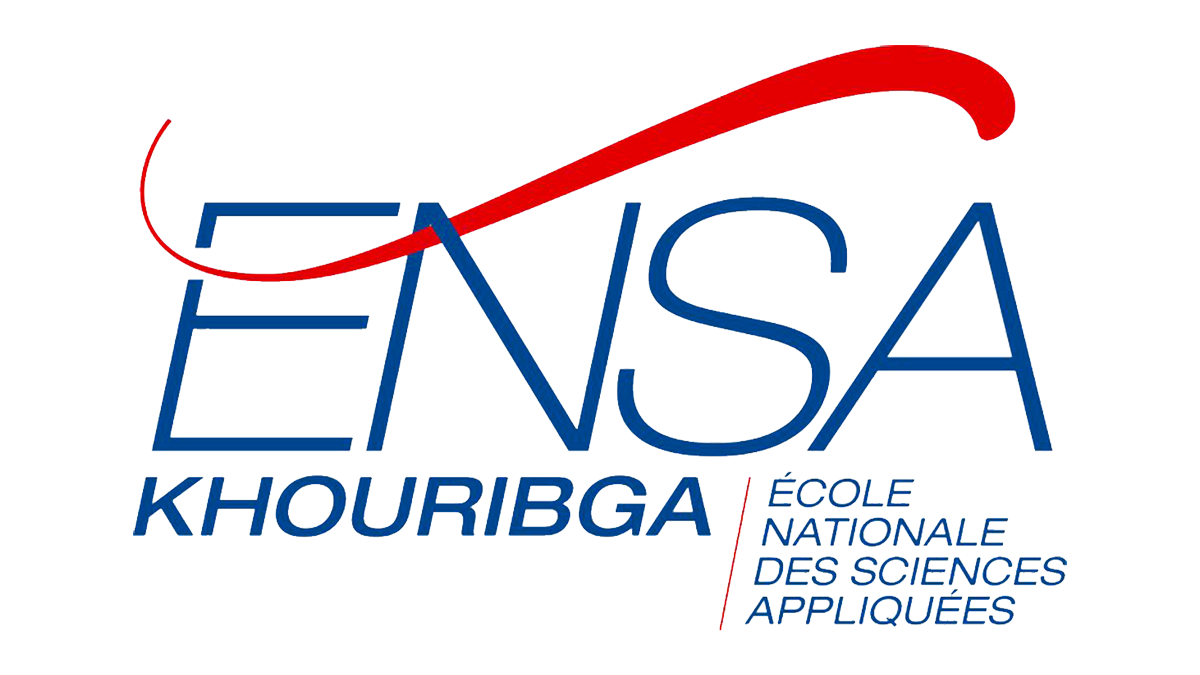 ENSA
KHOURIBGA
ÉCOLE
NATIONALE
DES SCIENCES
APPLIQUÉES